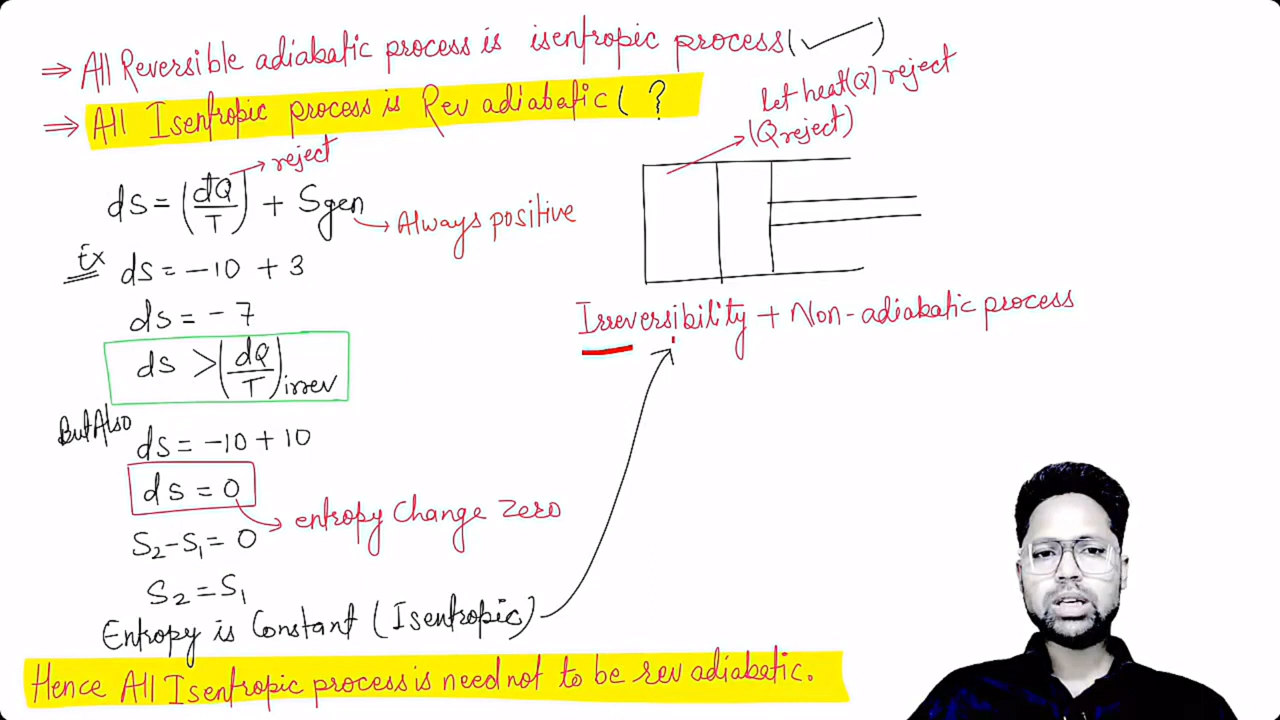 ⇒ All Reversible adiabatic process is isentropic process (✓)
⇒ All Isentropic process is Rev adiabatic ( ?
let heat(Q) reject
(Q reject)
→ reject
ds = (dQ/T) + Sgen
→ Always positive
Ex ds = -10 + 3
ds = -7
ds > (dQ/T)irrev
But Also
ds = -10 + 10
ds = 0
→ entropy Change Zero
S₂-S₁ = 0
S₂ = S₁
Entropy is Constant (Isentropic)
Irreversibility + Non-adiabatic process
Hence All Isentropic process is need not to be rev adiabatic.